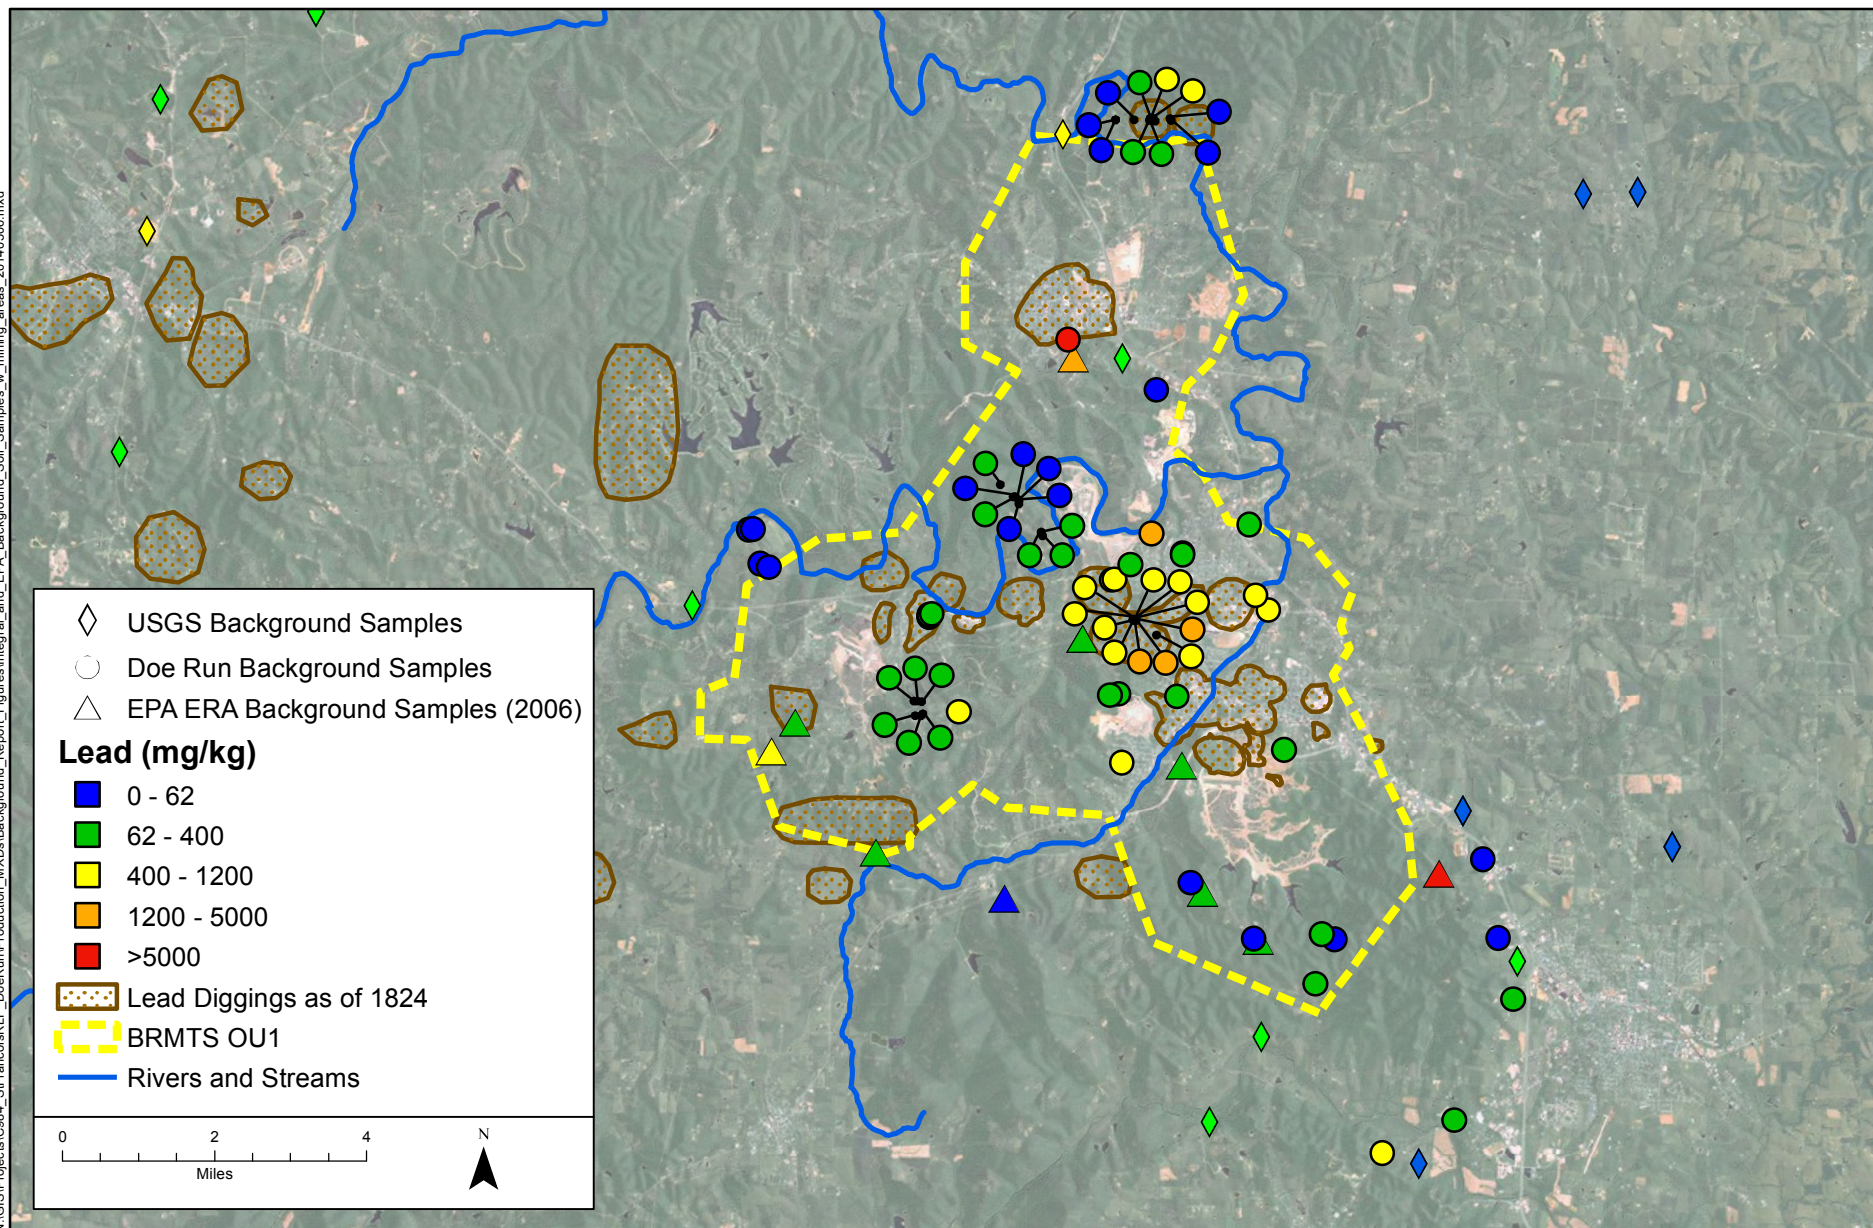 USGS Background Samples
Doe Run Background Samples
EPA ERA Background Samples (2006)
Lead (mg/kg)
0 - 62
62 - 400
400 - 1200
1200 - 5000
>5000
Lead Diggings as of 1824
BRMTS OU1
Rivers and Streams
0 2 4
Miles
N